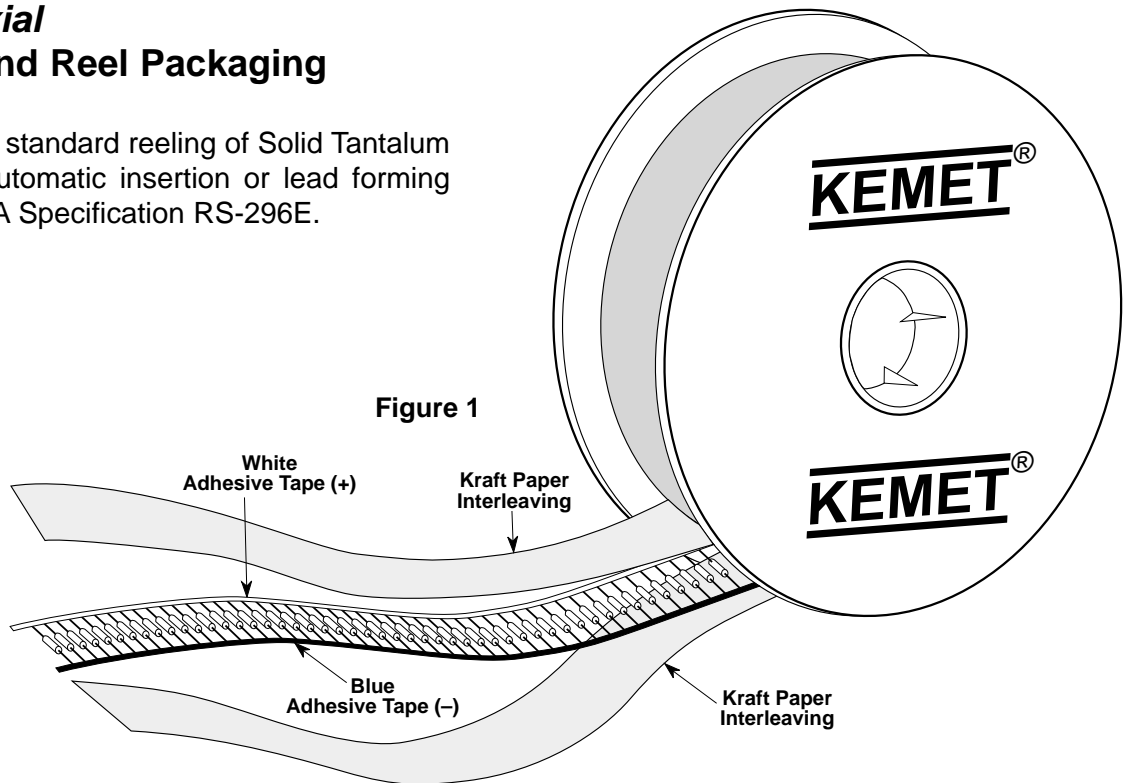 xial
nd Reel Packaging
standard reeling of Solid Tantalum
utomatic insertion or lead forming
A Specification RS-296E.
KEMET®
Figure 1
White
Adhesive Tape (+)
Kraft Paper
Interleaving
KEMET®
Blue
Adhesive Tape (–)
Kraft Paper
Interleaving